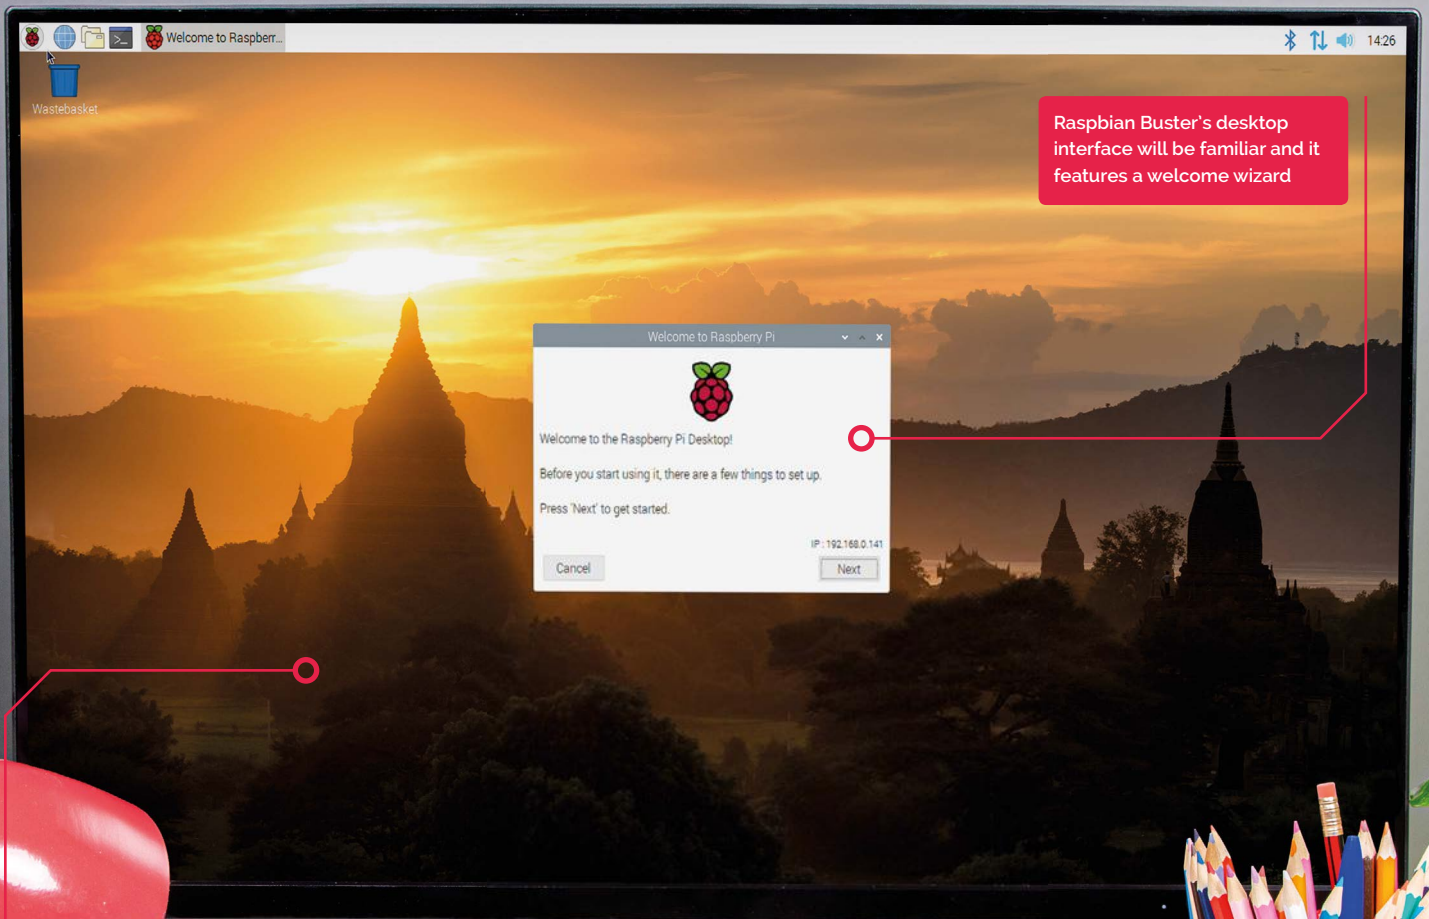 Welcome to Raspberr...
14:26
Wastebasket
Raspbian Buster's desktop
interface will be familiar and it
features a welcome wizard
Welcome to Raspberry Pi
Welcome to the Raspberry Pi Desktop!
Before you start using it, there are a few things to set up.
Press 'Next' to get started.
IP : 192.168.0.141
Cancel
Next